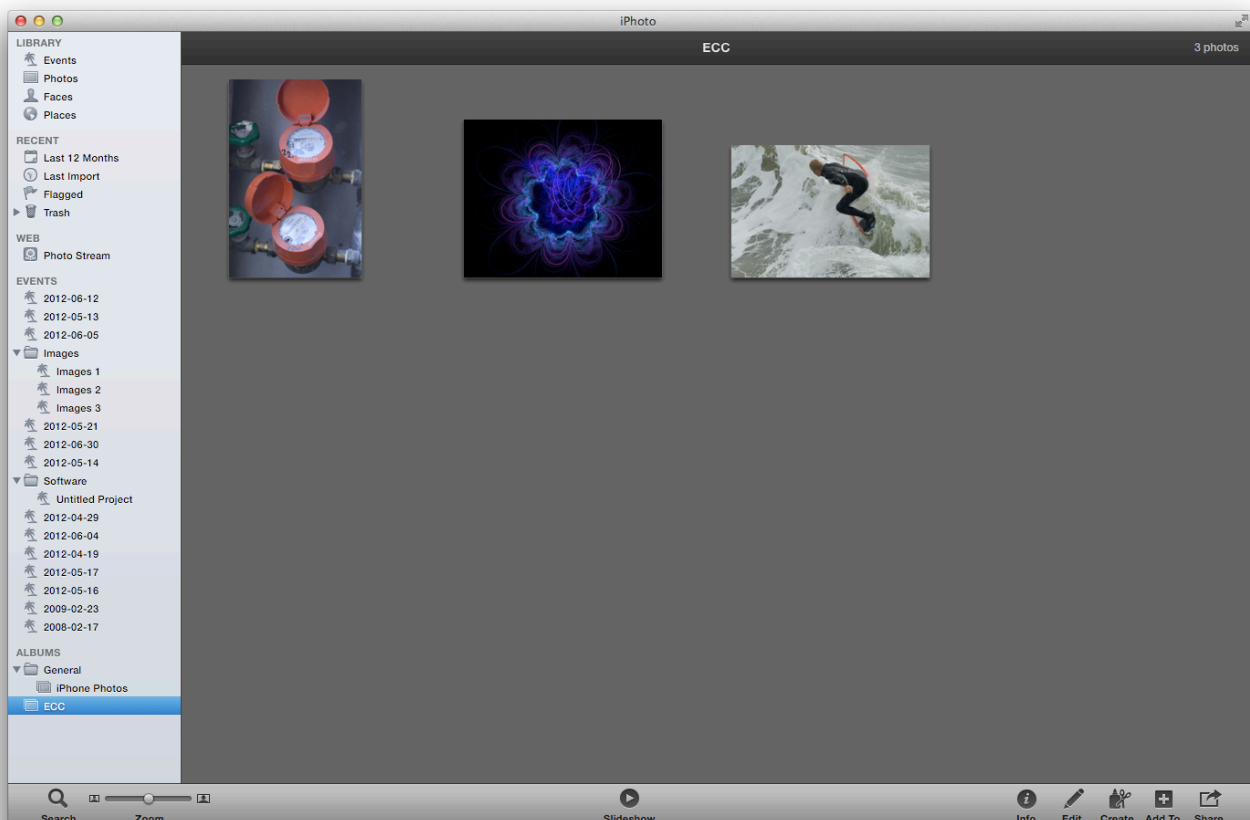 iPhoto
LIBRARY
Events
Photos
Faces
Places
RECENT
Last 12 Months
Last Import
Flagged
Trash
WEB
Photo Stream
EVENTS
2012-06-12
2012-05-13
2012-06-05
Images
Images 1
Images 2
Images 3
2012-05-21
2012-06-30
2012-05-14
Software
Untitled Project
2012-04-29
2012-06-04
2012-04-19
2012-05-17
2012-05-16
2009-02-23
2008-02-17
ALBUMS
General
iPhone Photos
ECC
ECC
3 photos
Search
Zoom
Slideshow
Info
Edit
Create
Add To
Share